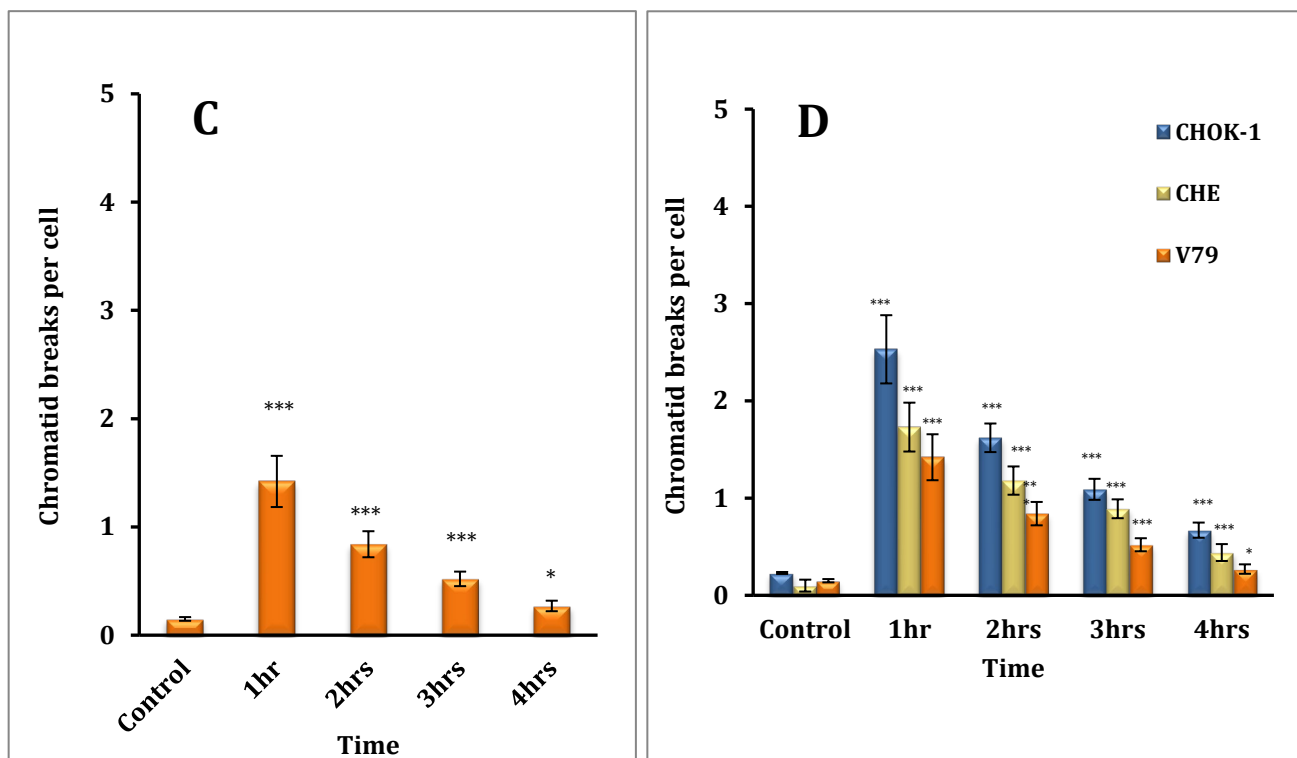 C
Chromatid breaks per cell
5
4
3
2
1
0
***
***
***
*
Control
1hr
2hrs
3hrs
4hrs
Time
D
CHOK-1
CHE
V79
Chromatid breaks per cell
5
4
3
2
1
0
***
***
***
***
***
**
*
***
***
***
***
***
*
Control 1hr 2hrs 3hrs 4hrs
Time